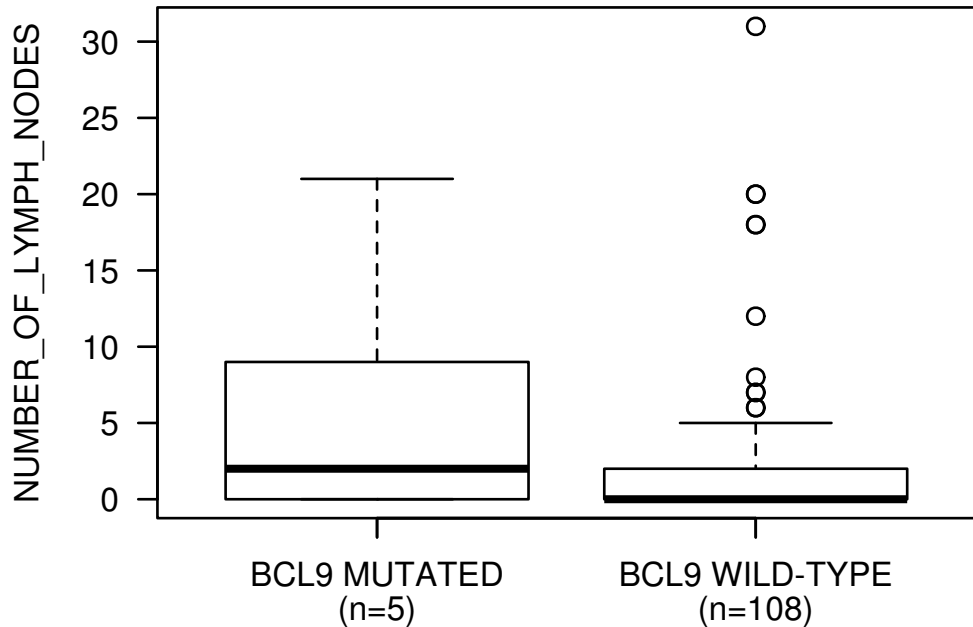 NUMBER_OF_LYMPH_NODES
30
25
20
15
10
5
0
BCL9 MUTATED
(n=5)
BCL9 WILD-TYPE
(n=108)